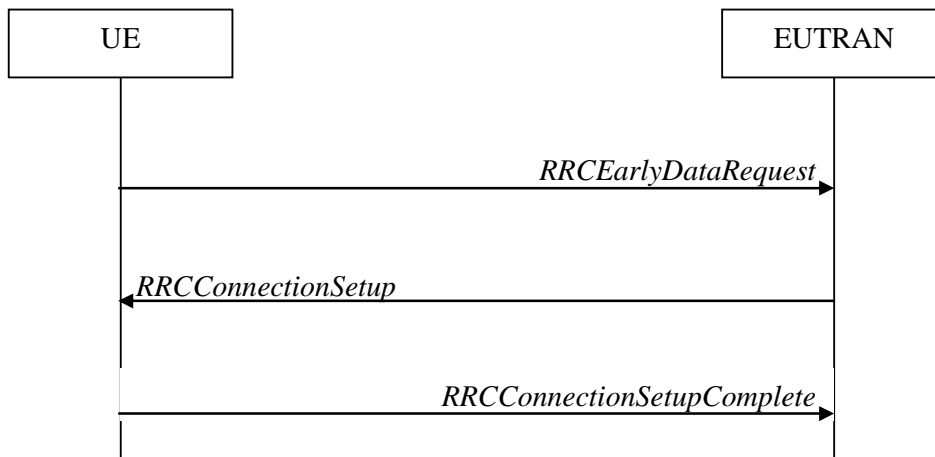 UE
EUTRAN
RRCEarlyDataRequest
RRCConnectionSetup
RRCConnectionSetupComplete